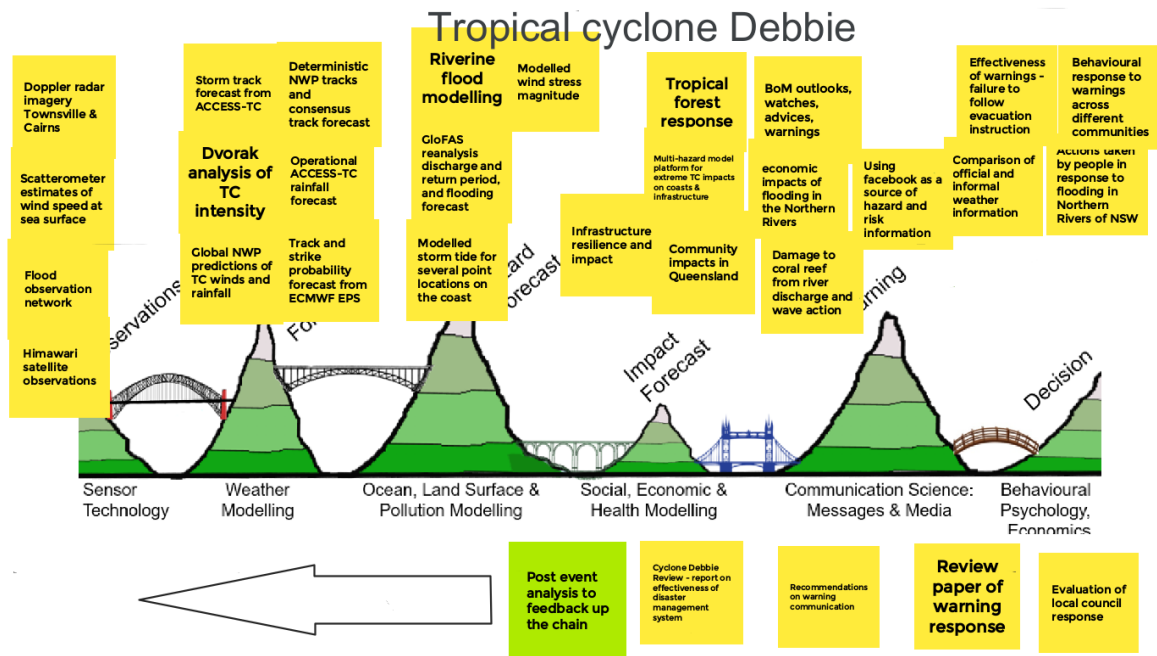 Tropical cyclone Debbie
Doppler radar
imagery
Townsville &
Cairns
Scatterometer
estimates of
wind speed at
sea surface
Flood
observation
network
Himawari
satellite
observations
Storm track
forecast from
ACCESS-TC
Deterministic
NWP tracks
and
consensus
track forecast
Dvorak
analysis of
TC
intensity
Operational
ACCESS-TC
rainfall
forecast
Global NWP
predictions of
TC winds and
rainfall
Track and
strike
probability
forecast from
ECMWF EPS
Riverine
flood
modelling
Modelled
wind stress
magnitude
GloFAS
reanalysis
discharge and
return period,
and flooding
forecast
Modelled
storm tide for
several point
locations on
the coast
Tropical
forest
response
Multi-hazard model
platform for
extreme TC impacts
on coasts &
infrastructure
Infrastructure
resilience and
impact
Community
impacts in
Queensland
BoM outlooks,
watches,
advices,
warnings
economic
impacts of
flooding in
the Northern
Rivers
Damage to
coral reef
from river
discharge and
wave action
Using
facebook as a
source of
hazard and
risk
information
Effectiveness
of warnings -
failure to
follow
evacuation
instruction
Behavioural
response to
warnings
across
different
communities
Comparison of
official and
informal
weather
information
Actions taken
by people in
response to
flooding in
Northern
Rivers of NSW
servations
Fo
zard
orecast
Impact
Forecast
rning
Decision
Sensor
Technology
Weather
Modelling
Ocean, Land Surface &
Pollution Modelling
Social, Economic &
Health Modelling
Communication Science:
Messages & Media
Behavioural
Psychology,
Economics
Post event
analysis to
feedback up
the chain
Cyclone Debbie
Review - report on
effectiveness of
disaster
management
system
Recommendations
on warning
communication
Review
paper of
warning
response
Evaluation of
local council
response